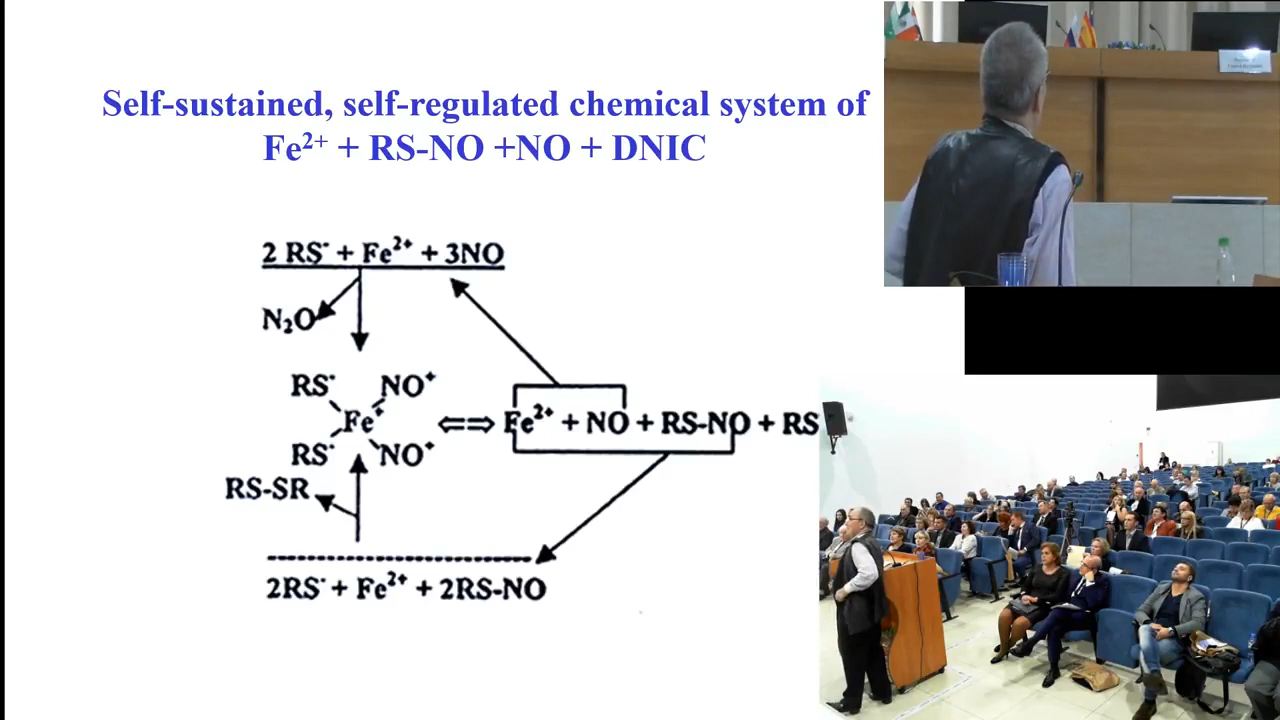 Self-sustained, self-regulated chemical system of
Fe²⁺ + RS-NO +NO + DNIC
2 RS⁻ + Fe²⁺ + 3NO
N₂O
RS⁻ NO⁺
Fe⁺ ⇐⇒ Fe²⁺ + NO + RS-NO + RS
RS⁻ NO⁺
RS-SR
2RS⁻ + Fe²⁺ + 2RS-NO